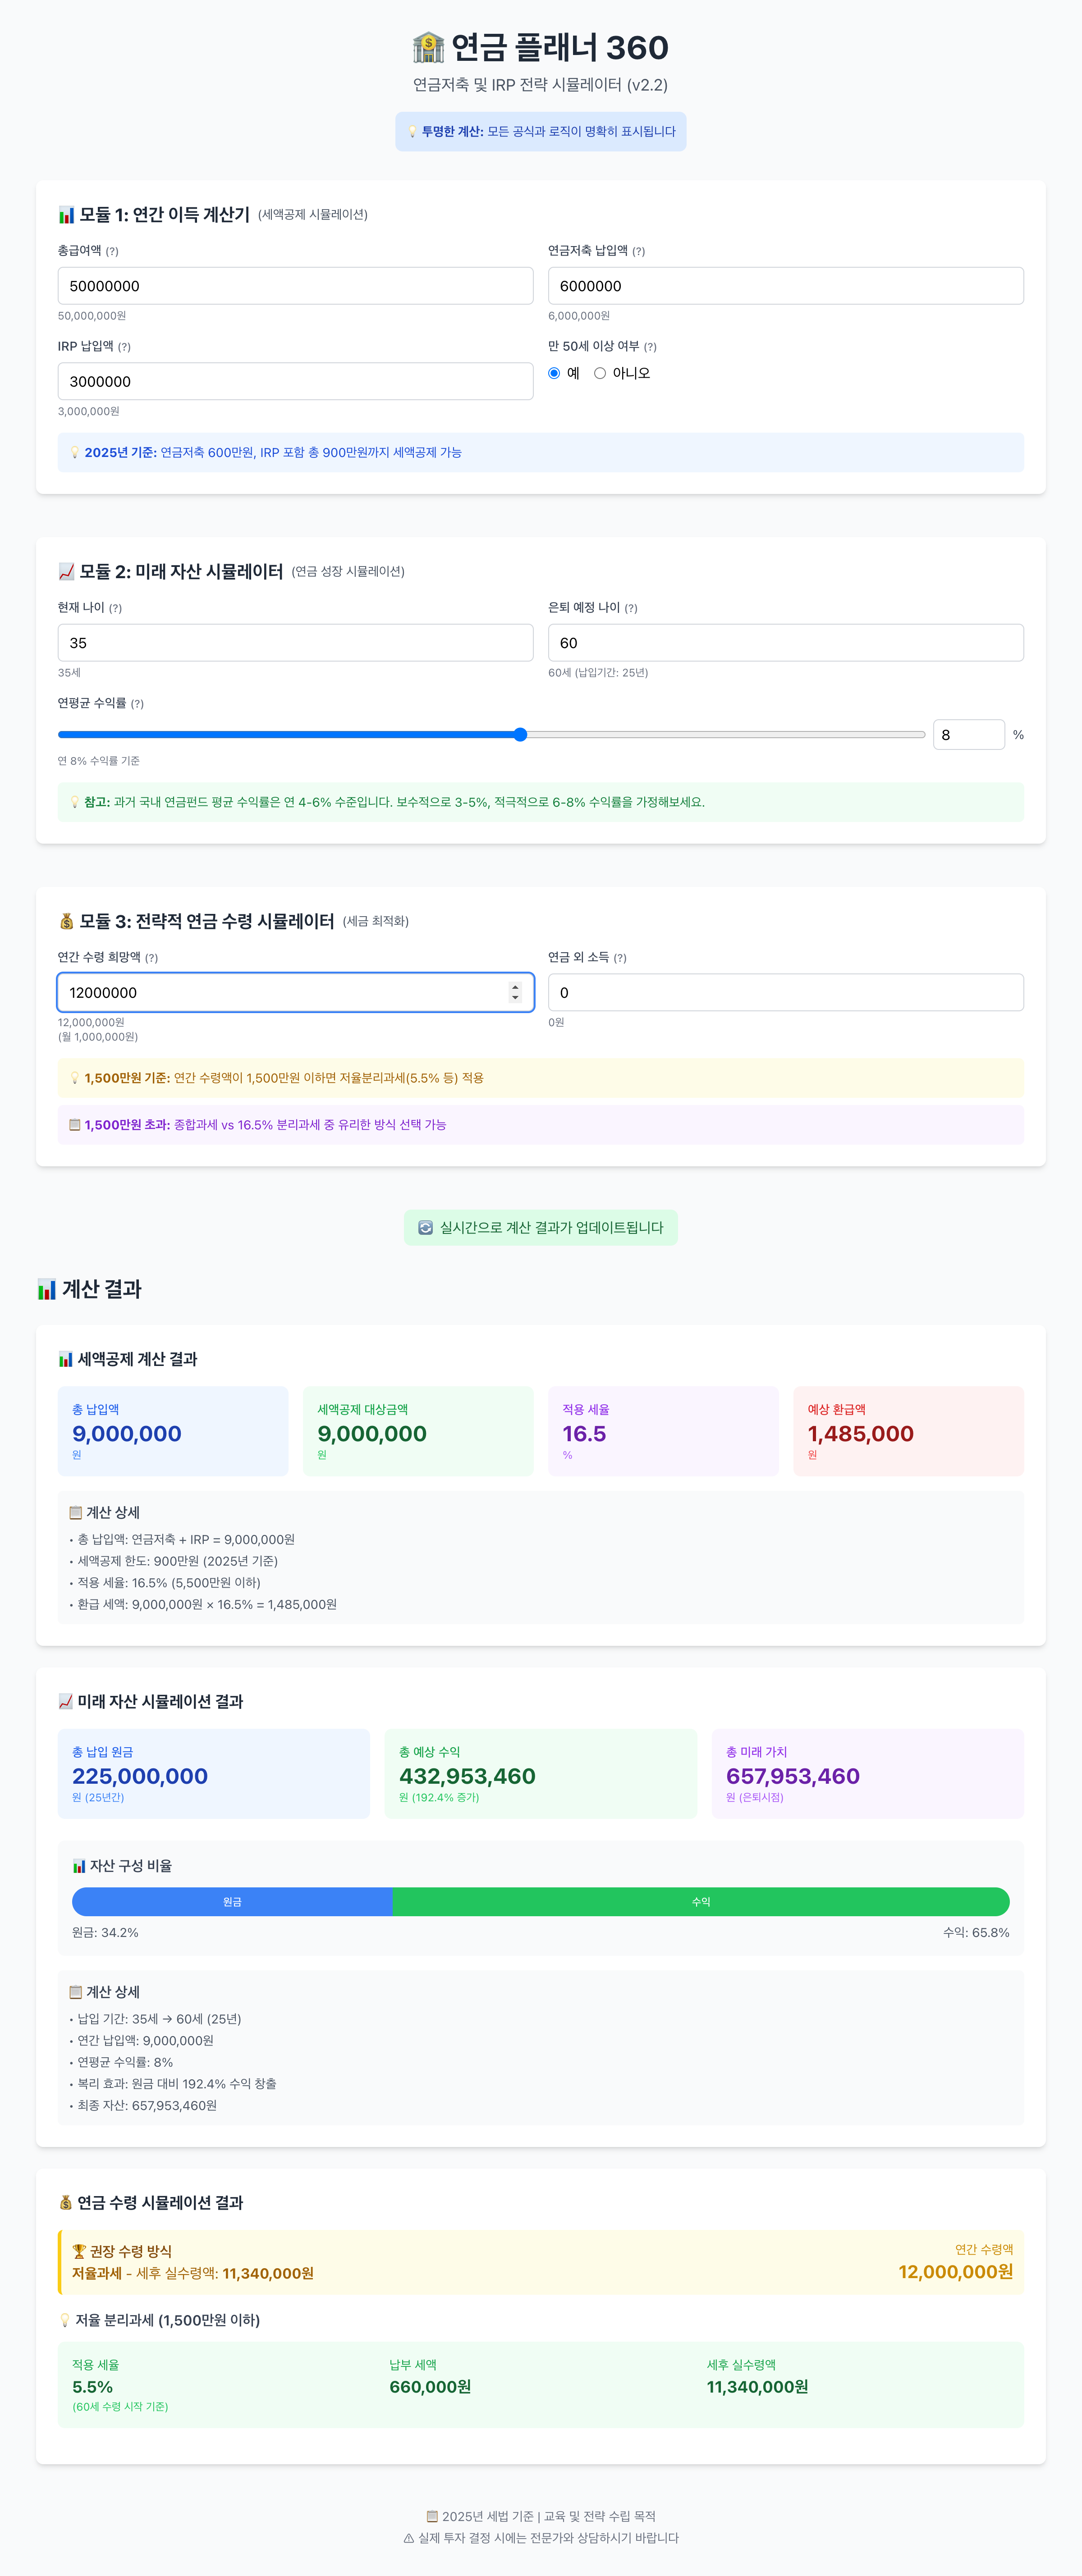 🏦 연금 플래너 360
연금저축 및 IRP 전략 시뮬레이터 (v2.2)
💡 투명한 계산: 모든 공식과 로직이 명확히 표시됩니다
📊 모듈 1: 연간 이득 계산기 (세액공제 시뮬레이션)
총급여액 (?)
50000000
50,000,000원
연금저축 납입액 (?)
6000000
6,000,000원
IRP 납입액 (?)
3000000
3,000,000원
만 50세 이상 여부 (?)
예 아니오
💡 2025년 기준: 연금저축 600만원, IRP 포함 총 900만원까지 세액공제 가능
📈 모듈 2: 미래 자산 시뮬레이터 (연금 성장 시뮬레이션)
현재 나이 (?)
35
35세
은퇴 예정 나이 (?)
60
60세 (납입기간: 25년)
연평균 수익률 (?)
8 %
연 8% 수익률 기준
💡 참고: 과거 국내 연금펀드 평균 수익률은 연 4-6% 수준입니다. 보수적으로 3-5%, 적극적으로 6-8% 수익률을 가정해보세요.
💰 모듈 3: 전략적 연금 수령 시뮬레이터 (세금 최적화)
연간 수령 희망액 (?)
12000000
12,000,000원
(월 1,000,000원)
연금 외 소득 (?)
0
0원
💡 1,500만원 기준: 연간 수령액이 1,500만원 이하면 저율분리과세(5.5% 등) 적용
📋 1,500만원 초과: 종합과세 vs 16.5% 분리과세 중 유리한 방식 선택 가능
🔄 실시간으로 계산 결과가 업데이트됩니다
📊 계산 결과
📊 세액공제 계산 결과
총 납입액
9,000,000
원
세액공제 대상금액
9,000,000
원
적용 세율
16.5
%
예상 환급액
1,485,000
원
📋 계산 상세
• 총 납입액: 연금저축 + IRP = 9,000,000원
• 세액공제 한도: 900만원 (2025년 기준)
• 적용 세율: 16.5% (5,500만원 이하)
• 환급 세액: 9,000,000원 × 16.5% = 1,485,000원
📈 미래 자산 시뮬레이션 결과
총 납입 원금
225,000,000
원 (25년간)
총 예상 수익
432,953,460
원 (192.4% 증가)
총 미래 가치
657,953,460
원 (은퇴시점)
📊 자산 구성 비율
원금 수익
원금: 34.2% 수익: 65.8%
📋 계산 상세
• 납입 기간: 35세 → 60세 (25년)
• 연간 납입액: 9,000,000원
• 연평균 수익률: 8%
• 복리 효과: 원금 대비 192.4% 수익 창출
• 최종 자산: 657,953,460원
💰 연금 수령 시뮬레이션 결과
🏆 권장 수령 방식
저율과세 - 세후 실수령액: 11,340,000원
연간 수령액
12,000,000원
💡 저율 분리과세 (1,500만원 이하)
적용 세율
5.5%
(60세 수령 시작 기준)
납부 세액
660,000원
세후 실수령액
11,340,000원
📋 2025년 세법 기준 | 교육 및 전략 수립 목적
⚠ 실제 투자 결정 시에는 전문가와 상담하시기 바랍니다